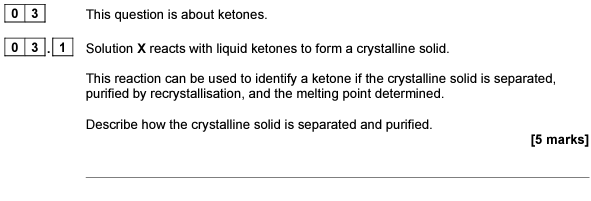 0 3 This question is about ketones.
0 3 . 1 Solution X reacts with liquid ketones to form a crystalline solid.
This reaction can be used to identify a ketone if the crystalline solid is separated,
purified by recrystallisation, and the melting point determined.
Describe how the crystalline solid is separated and purified.
[5 marks]